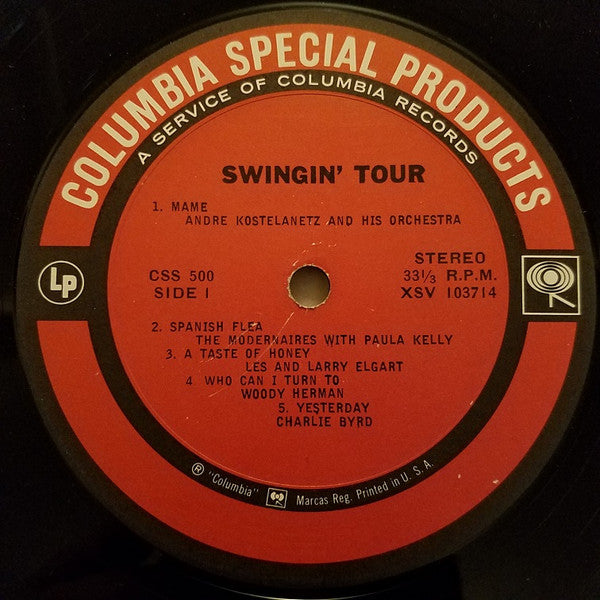 COLUMBIA SPECIAL PRODUCTS
A SERVICE OF COLUMBIA RECORDS
SWINGIN' TOUR
1. MAME
ANDRE KOSTELANETZ AND HIS ORCHESTRA
Lp
CSS 500
SIDE 1
STEREO
33⅓ R.P.M.
XSV 103714
2. SPANISH FLEA
THE MODERNAIRES WITH PAULA KELLY
3. A TASTE OF HONEY
LES AND LARRY ELGART
4. WHO CAN I TURN TO
WOODY HERMAN
5. YESTERDAY
CHARLIE BYRD
® "Columbia" Marcas Reg. Printed in U. S. A.